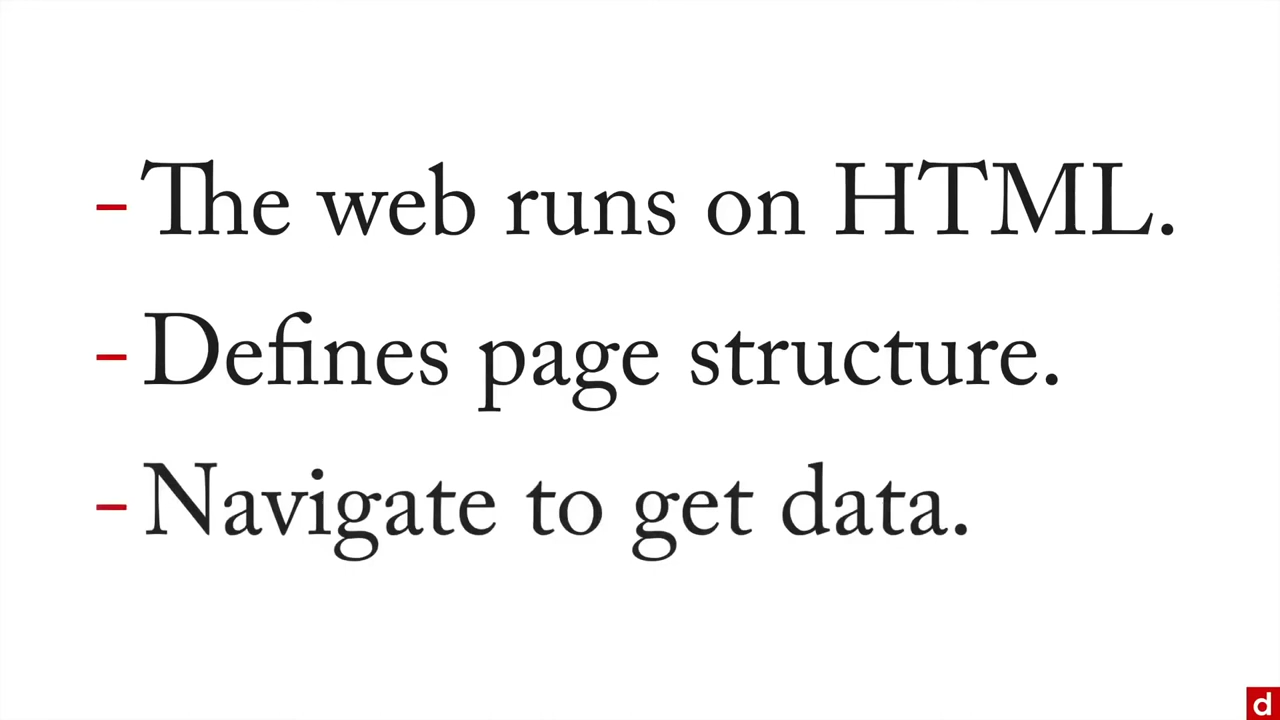 - The web runs on HTML.
- Defines page structure.
- Navigate to get data.
d